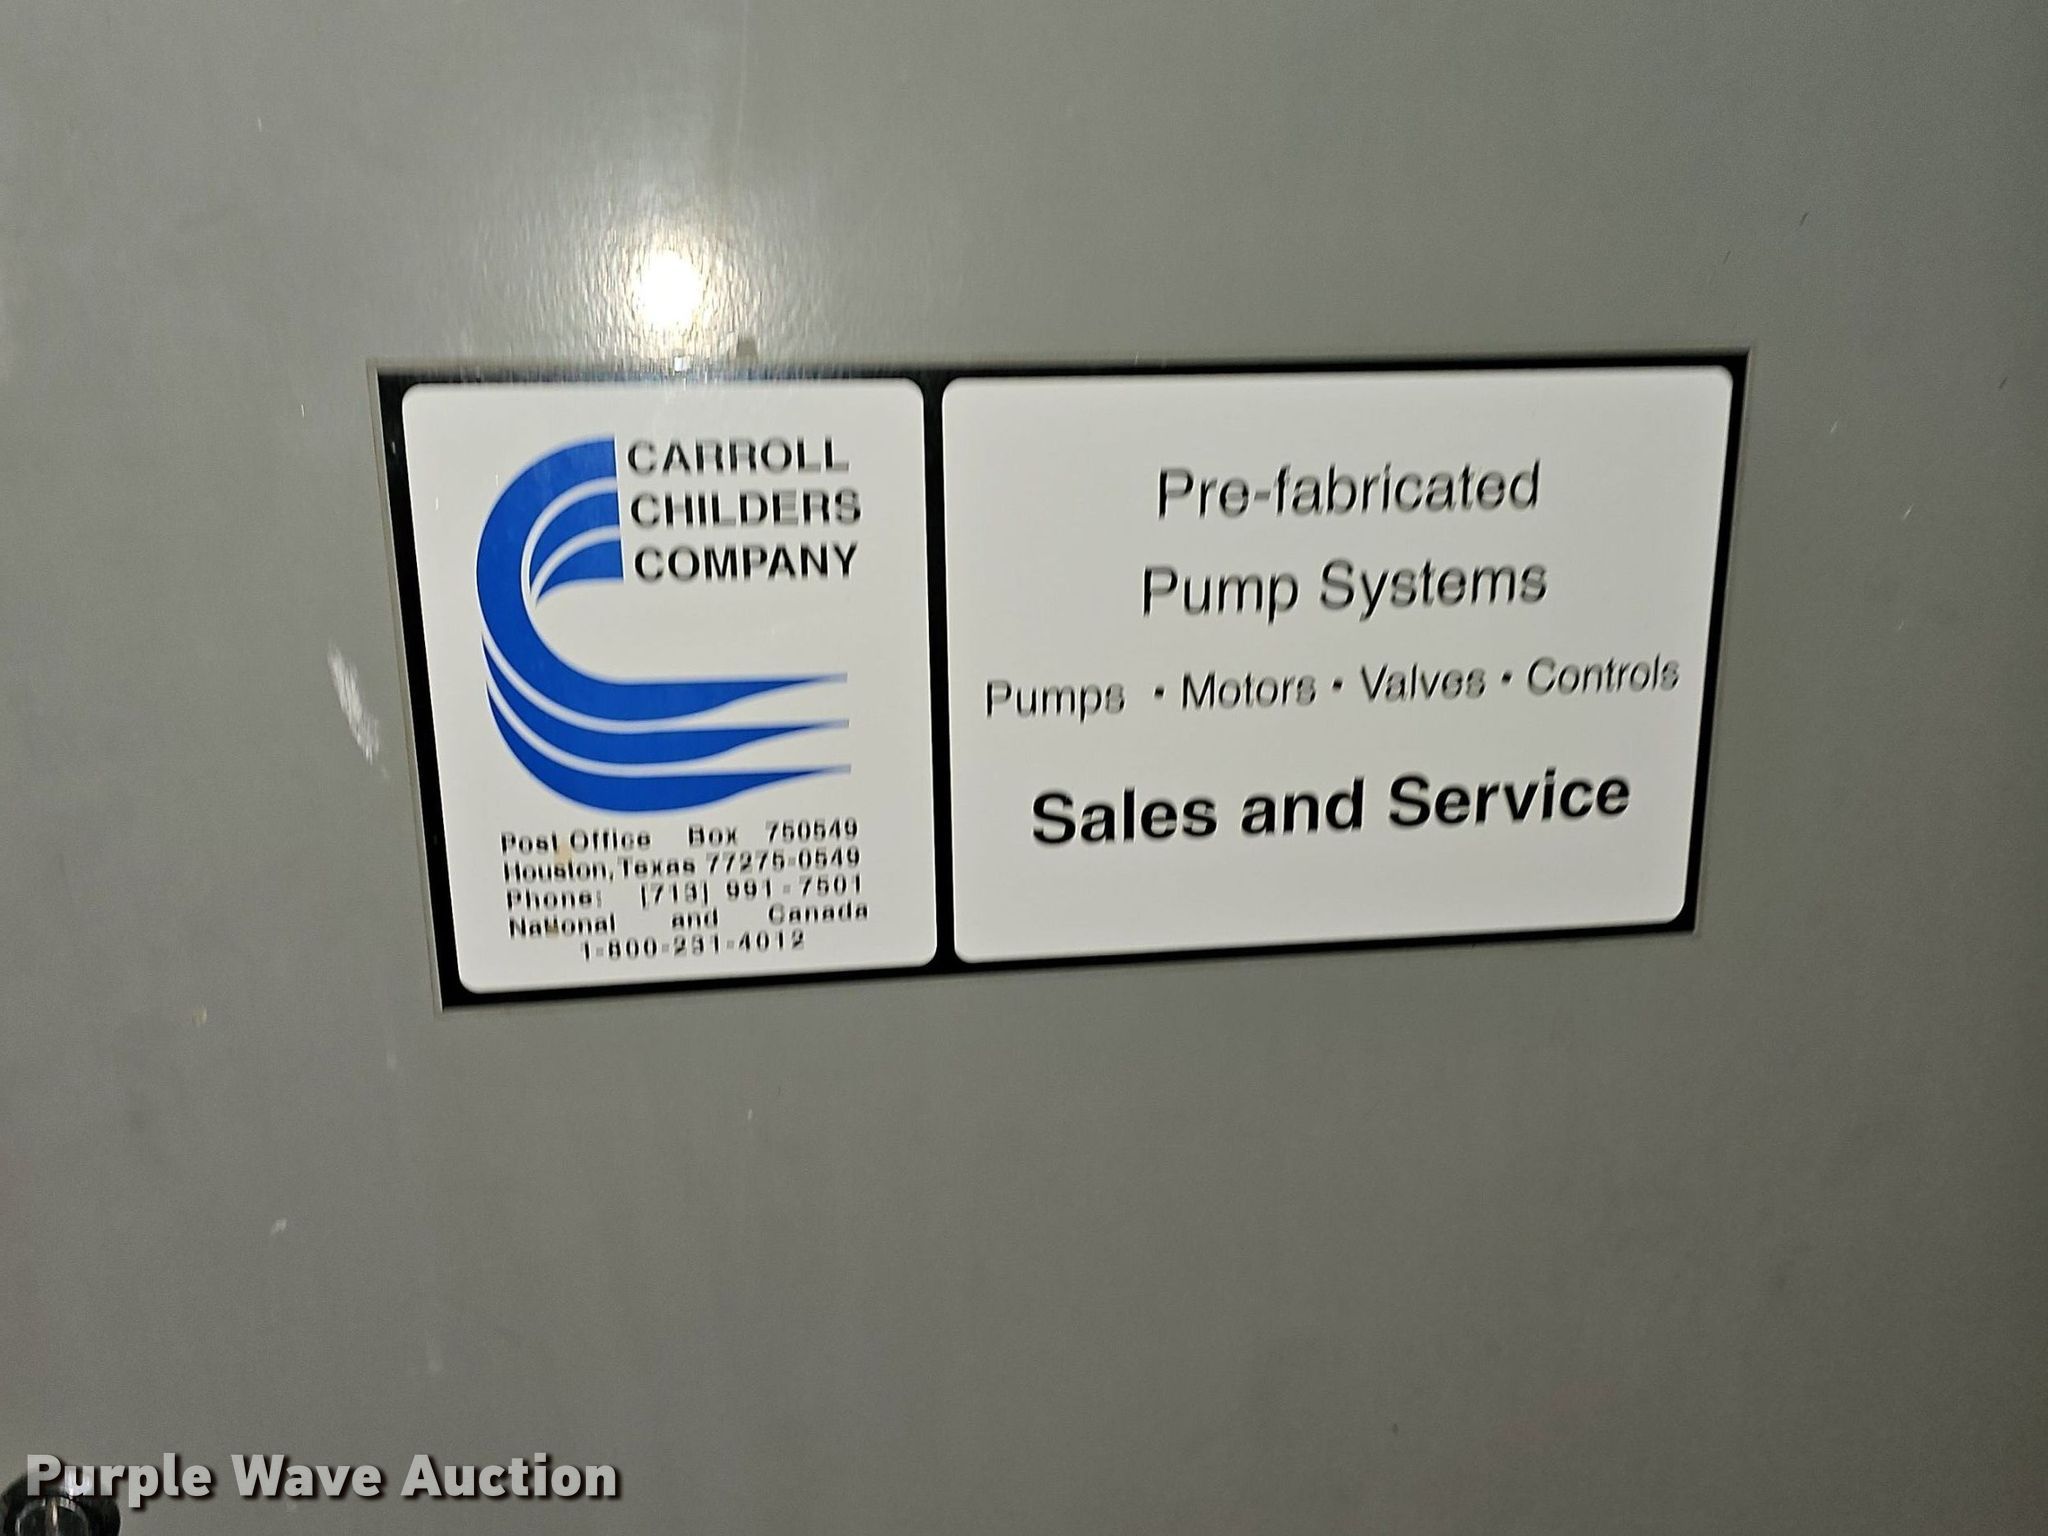 CARROLL
CHILDERS
COMPANY
Post Office Box 750549
Houston, Texas 77275-0549
Phone: [713] 991-7501
National and Canada
1-800-231-4012
Pre-fabricated
Pump Systems
Pumps • Motors • Valves • Controls
Sales and Service
Purple Wave Auction